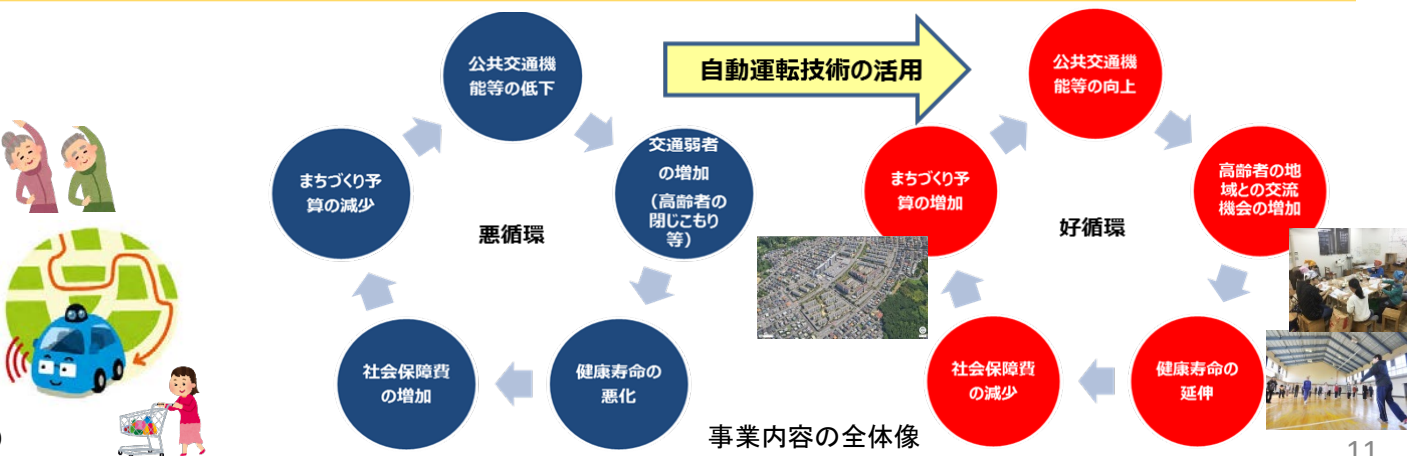 公共交通機
能等の低下
自動運転技術の活用
公共交通機
能等の向上
まちづくり予
算の減少
悪循環
交通弱者
の増加
（高齢者の
閉じこもり
等）
まちづくり予
算の増加
好循環
高齢者の地
域との交流
機会の増加
社会保障費
の増加
健康寿命の
悪化
社会保障費
の減少
健康寿命の
延伸
事業内容の全体像
11